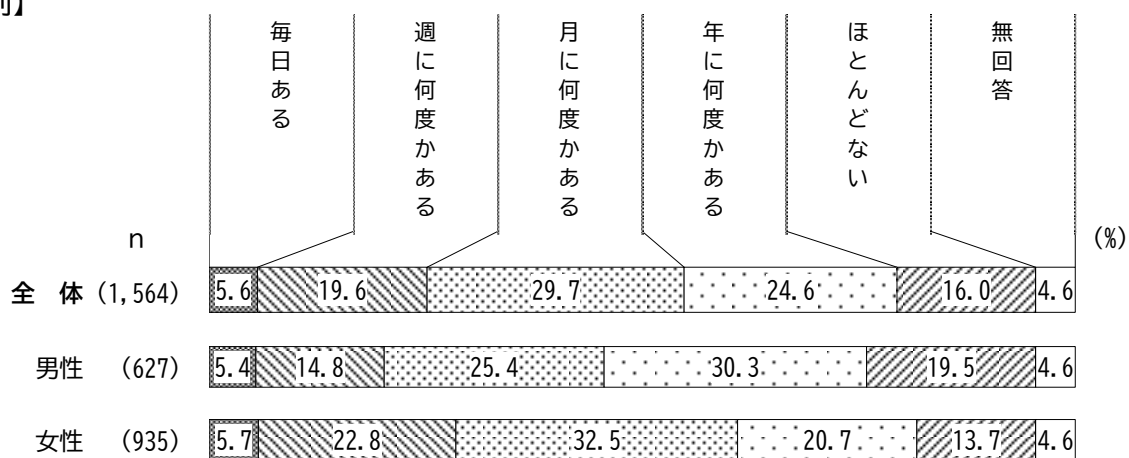 別】
毎日ある
週に何度かある
月に何度かある
年に何度かある
ほとんどない
無回答
n
(%)
全　体 (1,564) 5.6 19.6 29.7 24.6 16.0 4.6
男性 (627) 5.4 14.8 25.4 30.3 19.5 4.6
女性 (935) 5.7 22.8 32.5 20.7 13.7 4.6